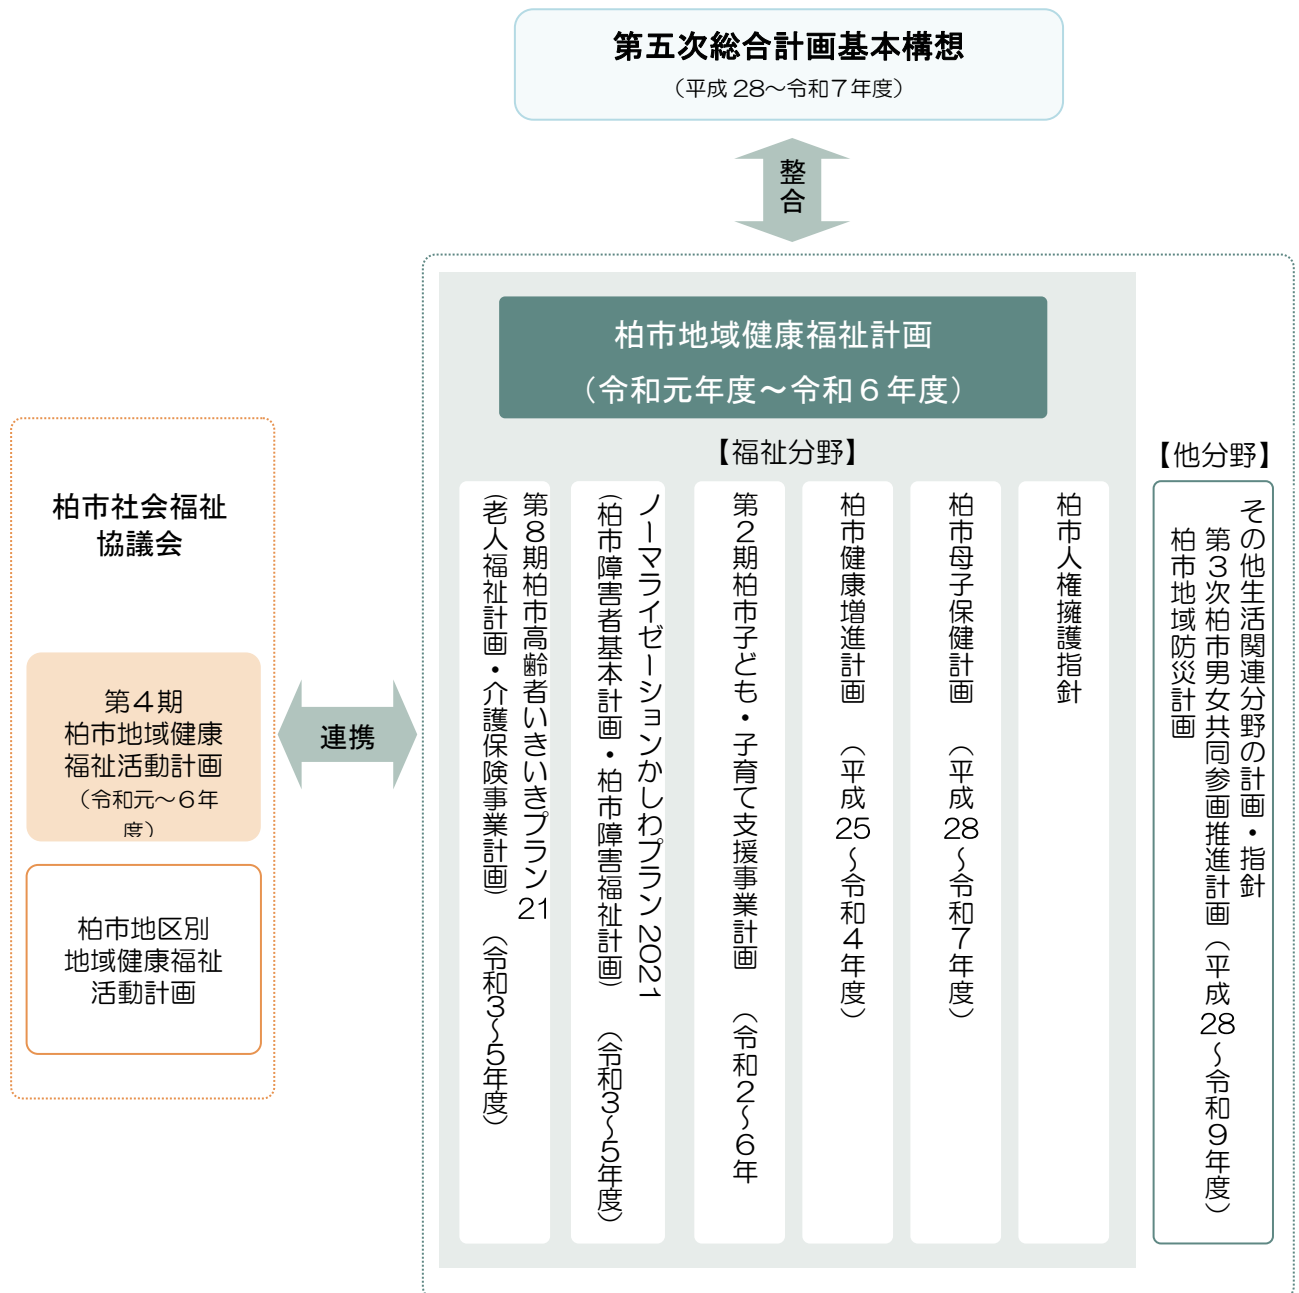 第五次総合計画基本構想
（平成 28～令和７年度）
整
合
柏市地域健康福祉計画
（令和元年度～令和６年度）
【福祉分野】
【他分野】
柏市社会福祉
協議会
第４期
柏市地域健康
福祉活動計画
（令和元～６年
度）
柏市地区別
地域健康福祉
活動計画
連携
第８期柏市高齢者いきいきプラン21
（老人福祉計画・介護保険事業計画）　（令和３～５年度）
ノーマライゼーションかしわプラン2021
（柏市障害者基本計画・柏市障害福祉計画）　（令和３～５年度）
第２期柏市子ども・子育て支援事業計画　（令和２～６年
柏市健康増進計画　（平成25～令和４年度）
柏市母子保健計画　（平成28～令和７年度）
柏市人権擁護指針
その他生活関連分野の計画・指針
第３次柏市男女共同参画推進計画（平成28～令和９年度）
柏市地域防災計画